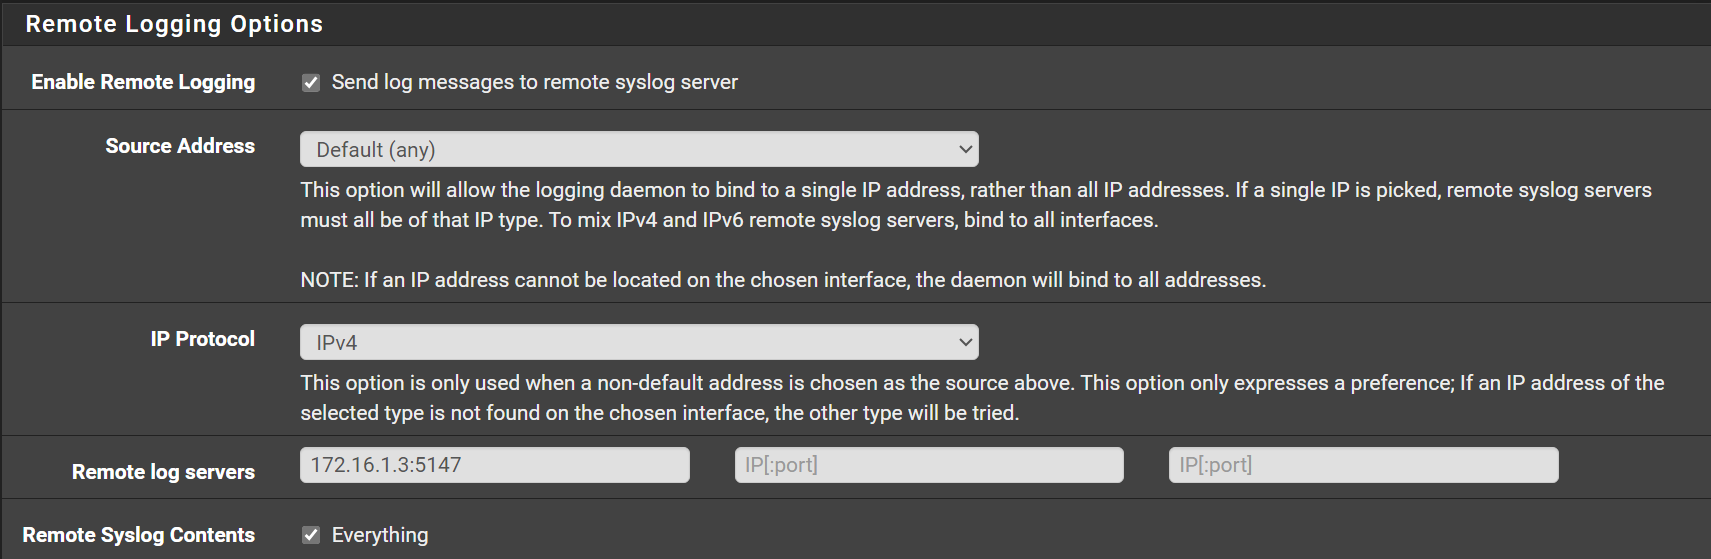 Remote Logging Options
Enable Remote Logging
Send log messages to remote syslog server
Source Address
Default (any)
This option will allow the logging daemon to bind to a single IP address, rather than all IP addresses. If a single IP is picked, remote syslog servers
must all be of that IP type. To mix IPv4 and IPv6 remote syslog servers, bind to all interfaces.
NOTE: If an IP address cannot be located on the chosen interface, the daemon will bind to all addresses.
IP Protocol
IPv4
This option is only used when a non-default address is chosen as the source above. This option only expresses a preference; If an IP address of the
selected type is not found on the chosen interface, the other type will be tried.
Remote log servers
172.16.1.3:5147
IP[:port]
IP[:port]
Remote Syslog Contents
Everything